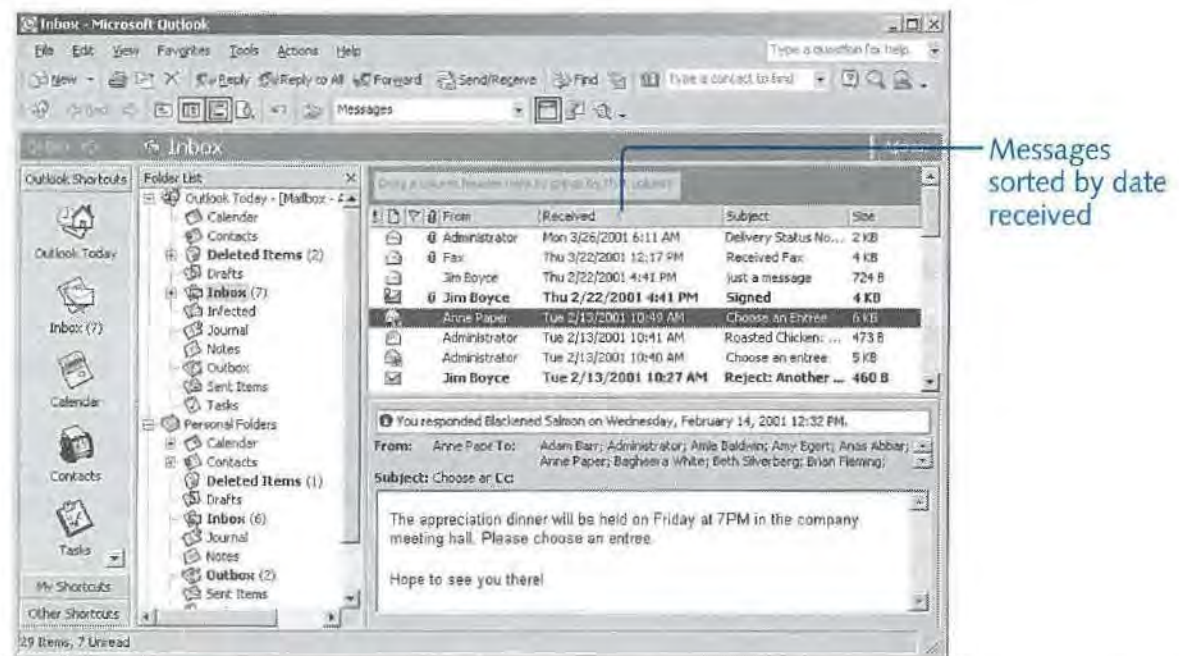 Inbox - Microsoft Outlook
File Edit View Favorites Tools Actions Help
Type a question for help
New Reply Reply to All Forward Send/Receive Find Type a contact to find
Messages
Inbox
Outlook Shortcuts
Outlook Today
Inbox (7)
Calendar
Contacts
Tasks
My Shortcuts
Other Shortcuts
Folder List
Outlook Today - [Mailbox -
Calendar
Contacts
Deleted Items (2)
Drafts
Inbox (7)
Infected
Journal
Notes
Outbox
Sent Items
Tasks
Personal Folders
Calendar
Contacts
Deleted Items (1)
Drafts
Inbox (6)
Journal
Notes
Outbox (2)
Sent Items
Drag a column header here to group by that column
! From Received Subject Size
Administrator Mon 3/26/2001 6:11 AM Delivery Status No... 2 KB
Fax Thu 3/22/2001 12:17 PM Received Fax 4 KB
Jim Boyce Thu 2/22/2001 4:41 PM just a message 724 B
Jim Boyce Thu 2/22/2001 4:41 PM Signed 4 KB
Anne Paper Tue 2/13/2001 10:49 AM Choose an Entree 6 KB
Administrator Tue 2/13/2001 10:41 AM Roasted Chicken: ... 473 B
Administrator Tue 2/13/2001 10:40 AM Choose an entree 5 KB
Jim Boyce Tue 2/13/2001 10:27 AM Reject: Another ... 460 B
You responded Blackened Salmon on Wednesday, February 14, 2001 12:32 PM.
From: Anne Pape To: Adam Barr; Administrator; Amie Baldwin; Amy Egert; Anas Abbar;
Anne Paper; Bagheera White; Beth Silverberg; Brian Fleming;
Subject: Choose ar Cc:
The appreciation dinner will be held on Friday at 7PM in the company
meeting hall. Please choose an entree
Hope to see you there!
29 Items, 7 Unread
Messages
sorted by date
received